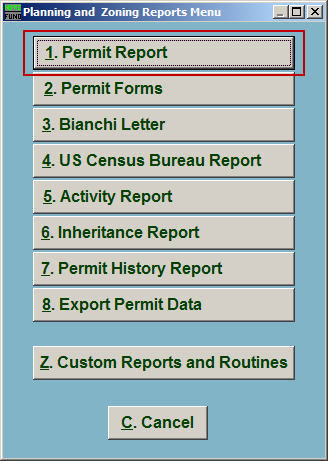 FUND
Planning and Zoning Reports Menu
1. Permit Report
2. Permit Forms
3. Bianchi Letter
4. US Census Bureau Report
5. Activity Report
6. Inheritance Report
7. Permit History Report
8. Export Permit Data
Z. Custom Reports and Routines
C. Cancel